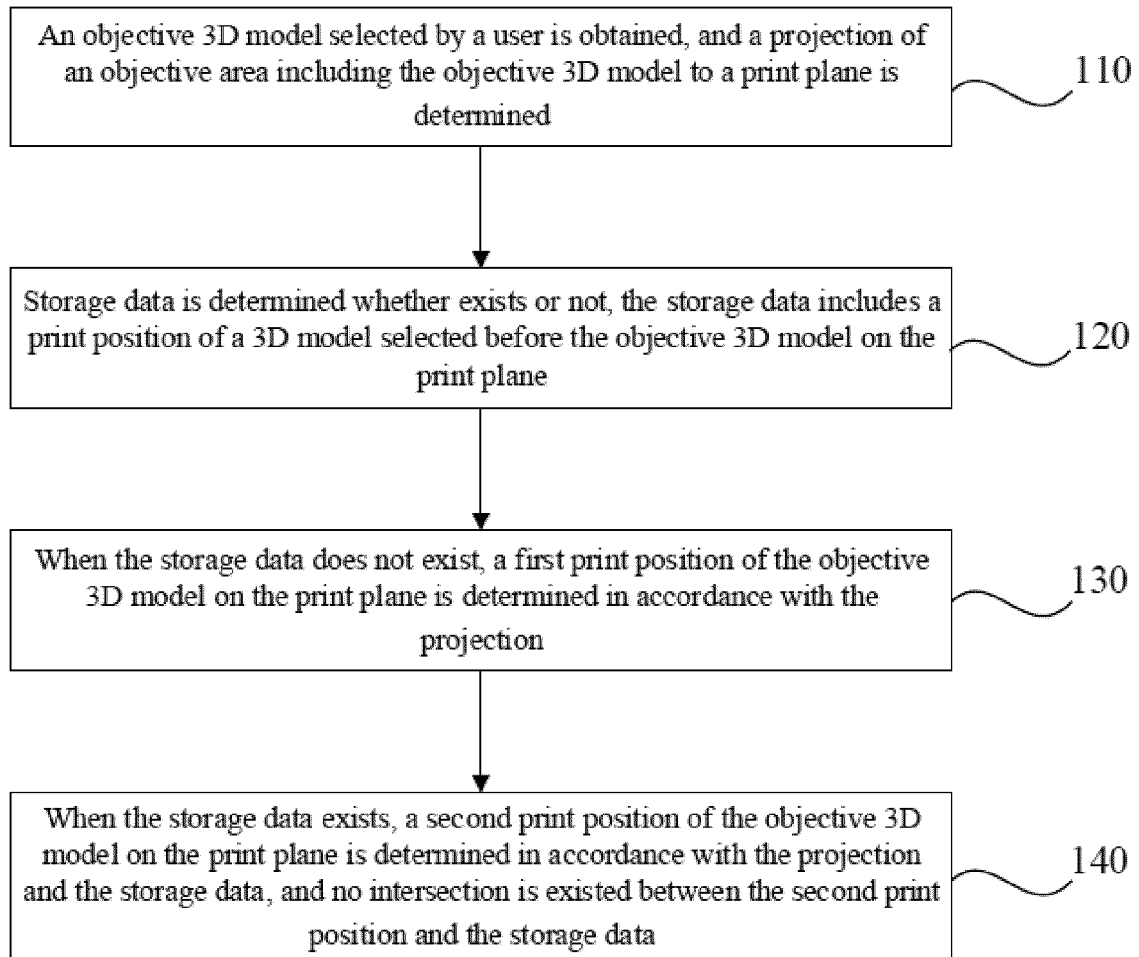 An objective 3D model selected by a user is obtained, and a projection of
an objective area including the objective 3D model to a print plane is
determined
110
Storage data is determined whether exists or not, the storage data includes a
print position of a 3D model selected before the objective 3D model on the
print plane
120
When the storage data does not exist, a first print position of the objective
3D model on the print plane is determined in accordance with the
projection
130
When the storage data exists, a second print position of the objective 3D
model on the print plane is determined in accordance with the projection
and the storage data, and no intersection is existed between the second print
position and the storage data
140